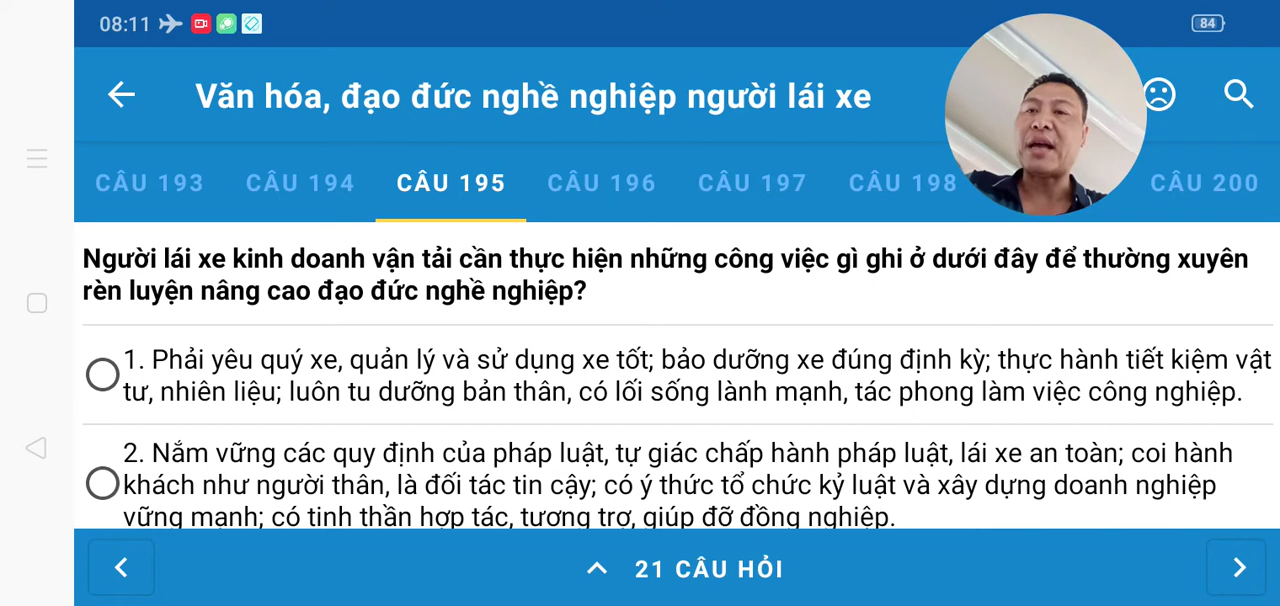 08:11
84
Văn hóa, đạo đức nghề nghiệp người lái xe
CÂU 193 CÂU 194 CÂU 195 CÂU 196 CÂU 197 CÂU 198 CÂU 200
Người lái xe kinh doanh vận tải cần thực hiện những công việc gì ghi ở dưới đây để thường xuyên
rèn luyện nâng cao đạo đức nghề nghiệp?
1. Phải yêu quý xe, quản lý và sử dụng xe tốt; bảo dưỡng xe đúng định kỳ; thực hành tiết kiệm vật
tư, nhiên liệu; luôn tu dưỡng bản thân, có lối sống lành mạnh, tác phong làm việc công nghiệp.
2. Nắm vững các quy định của pháp luật, tự giác chấp hành pháp luật, lái xe an toàn; coi hành
khách như người thân, là đối tác tin cậy; có ý thức tổ chức kỷ luật và xây dựng doanh nghiệp
vững mạnh; có tinh thần hợp tác, tương trợ, giúp đỡ đồng nghiệp.
21 CÂU HỎI